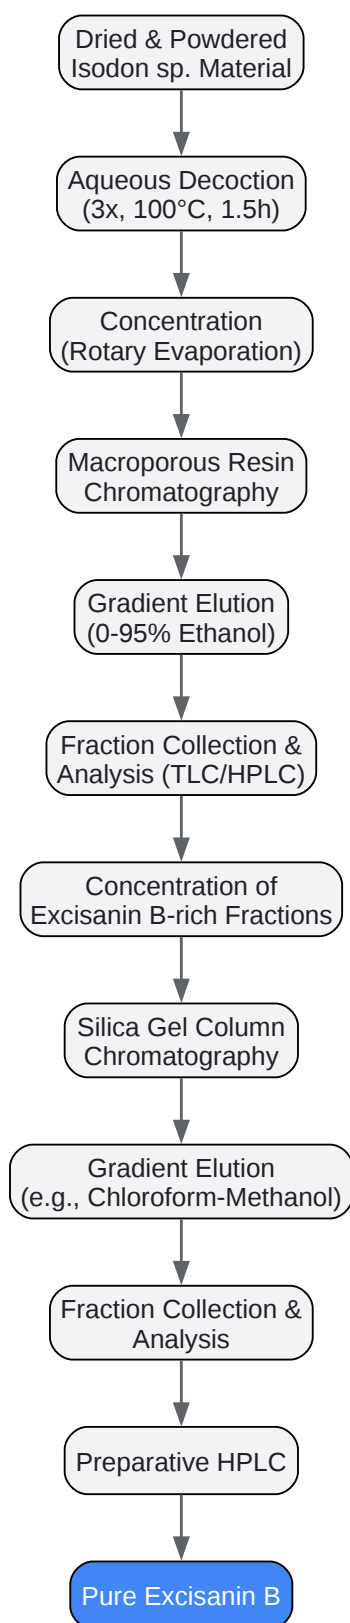 Dried & Powdered
Isodon sp. Material
Aqueous Decoction
(3x, 100°C, 1.5h)
Concentration
(Rotary Evaporation)
Macroporous Resin
Chromatography
Gradient Elution
(0-95% Ethanol)
Fraction Collection &
Analysis (TLC/HPLC)
Concentration of
Excisanin B-rich Fractions
Silica Gel Column
Chromatography
Gradient Elution
(e.g., Chloroform-Methanol)
Fraction Collection &
Analysis
Preparative HPLC
Pure Excisanin B